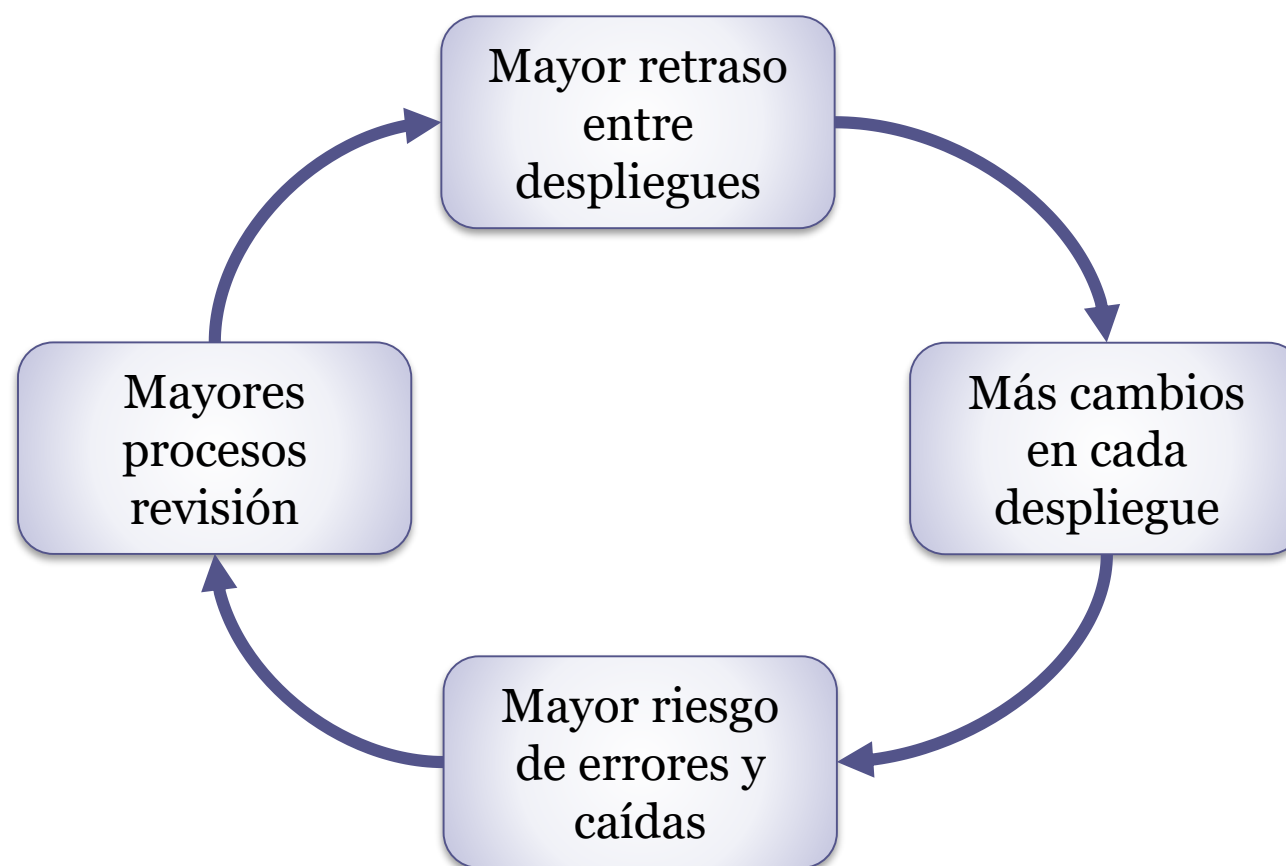 Mayor retraso
entre
despliegues
Más cambios
en cada
despliegue
Mayor riesgo
de errores y
caídas
Mayores
procesos
revisión